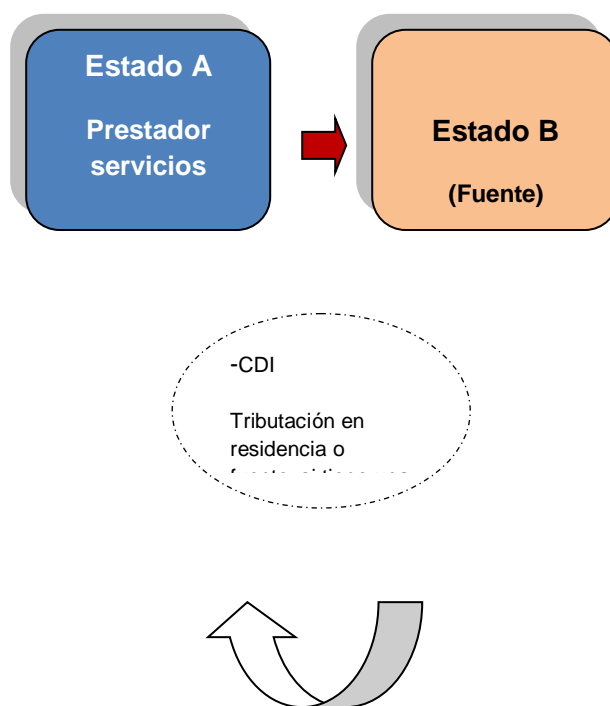 Estado A
Prestador
servicios
Estado B
(Fuente)
-CDI
Tributación en
residencia o